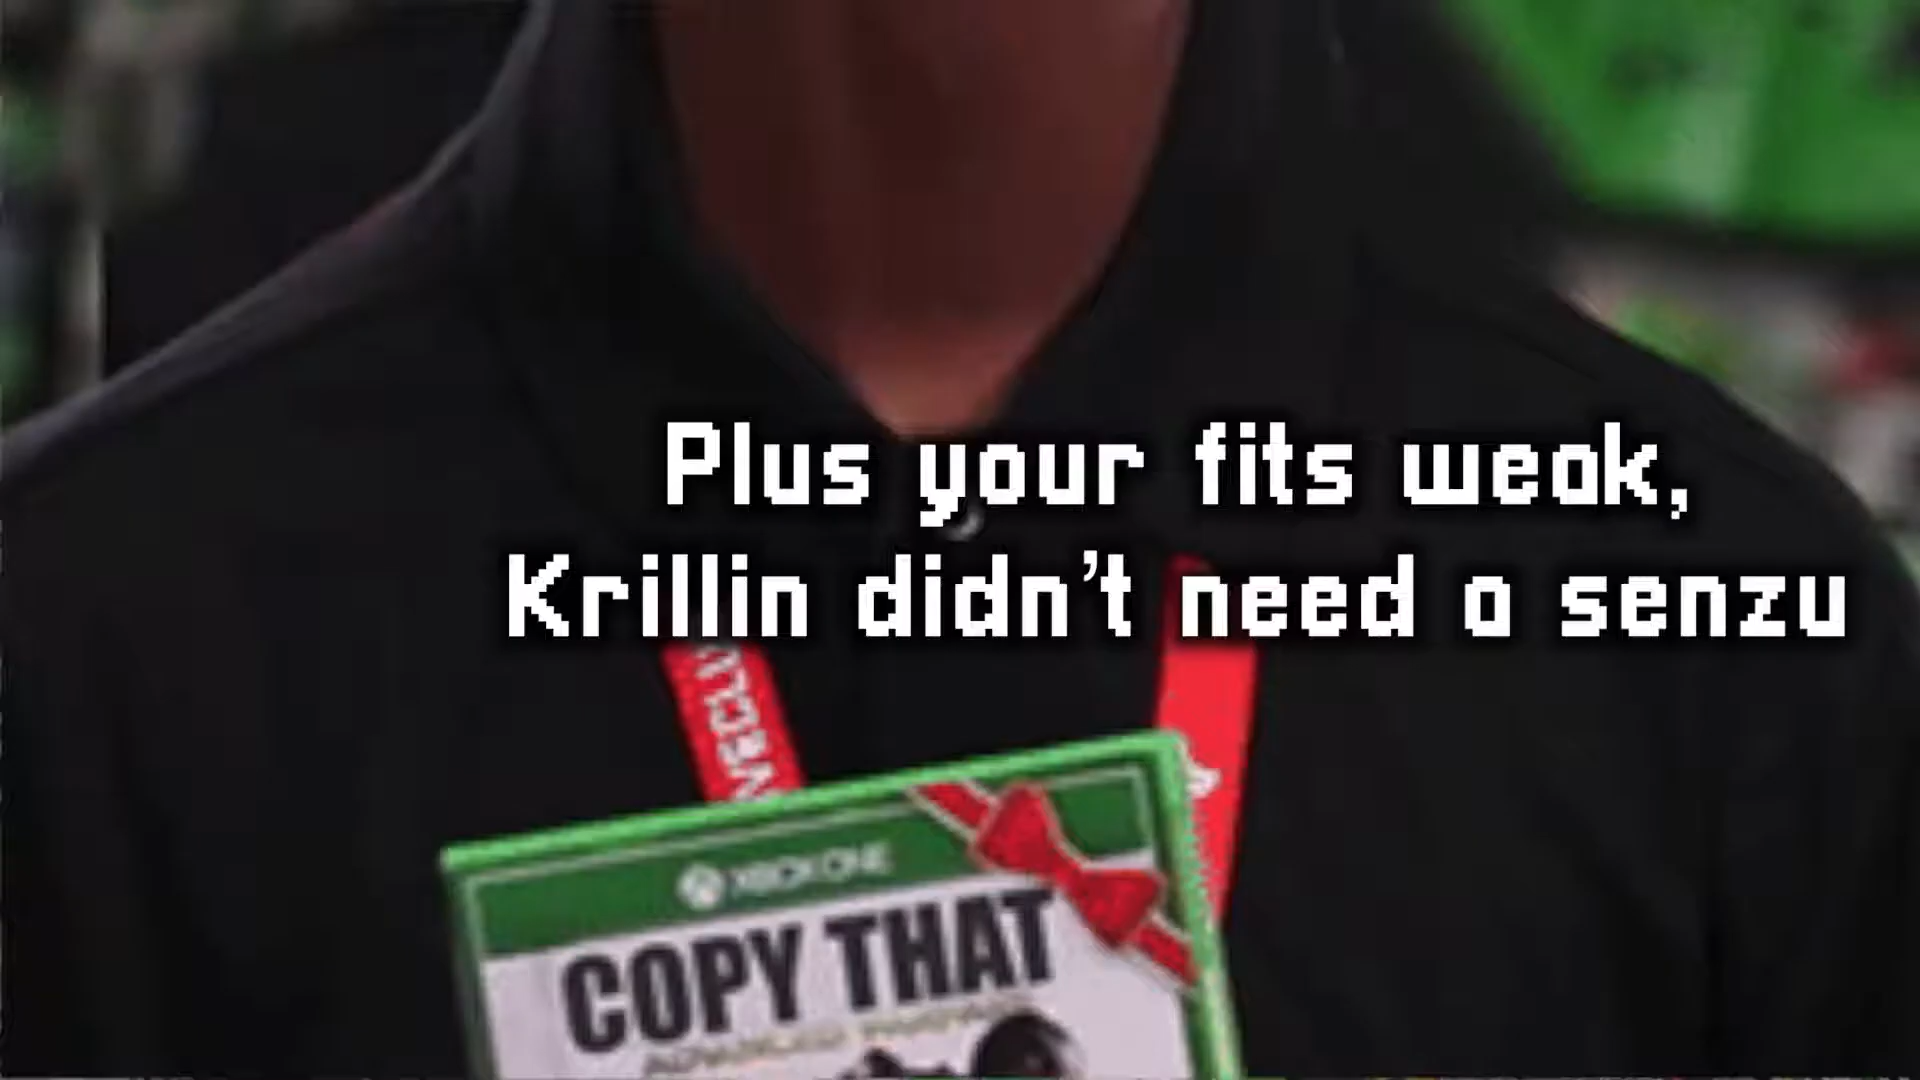 Plus your fits weak,
Krillin didn't need a senzu
XBOX ONE
COPY THAT